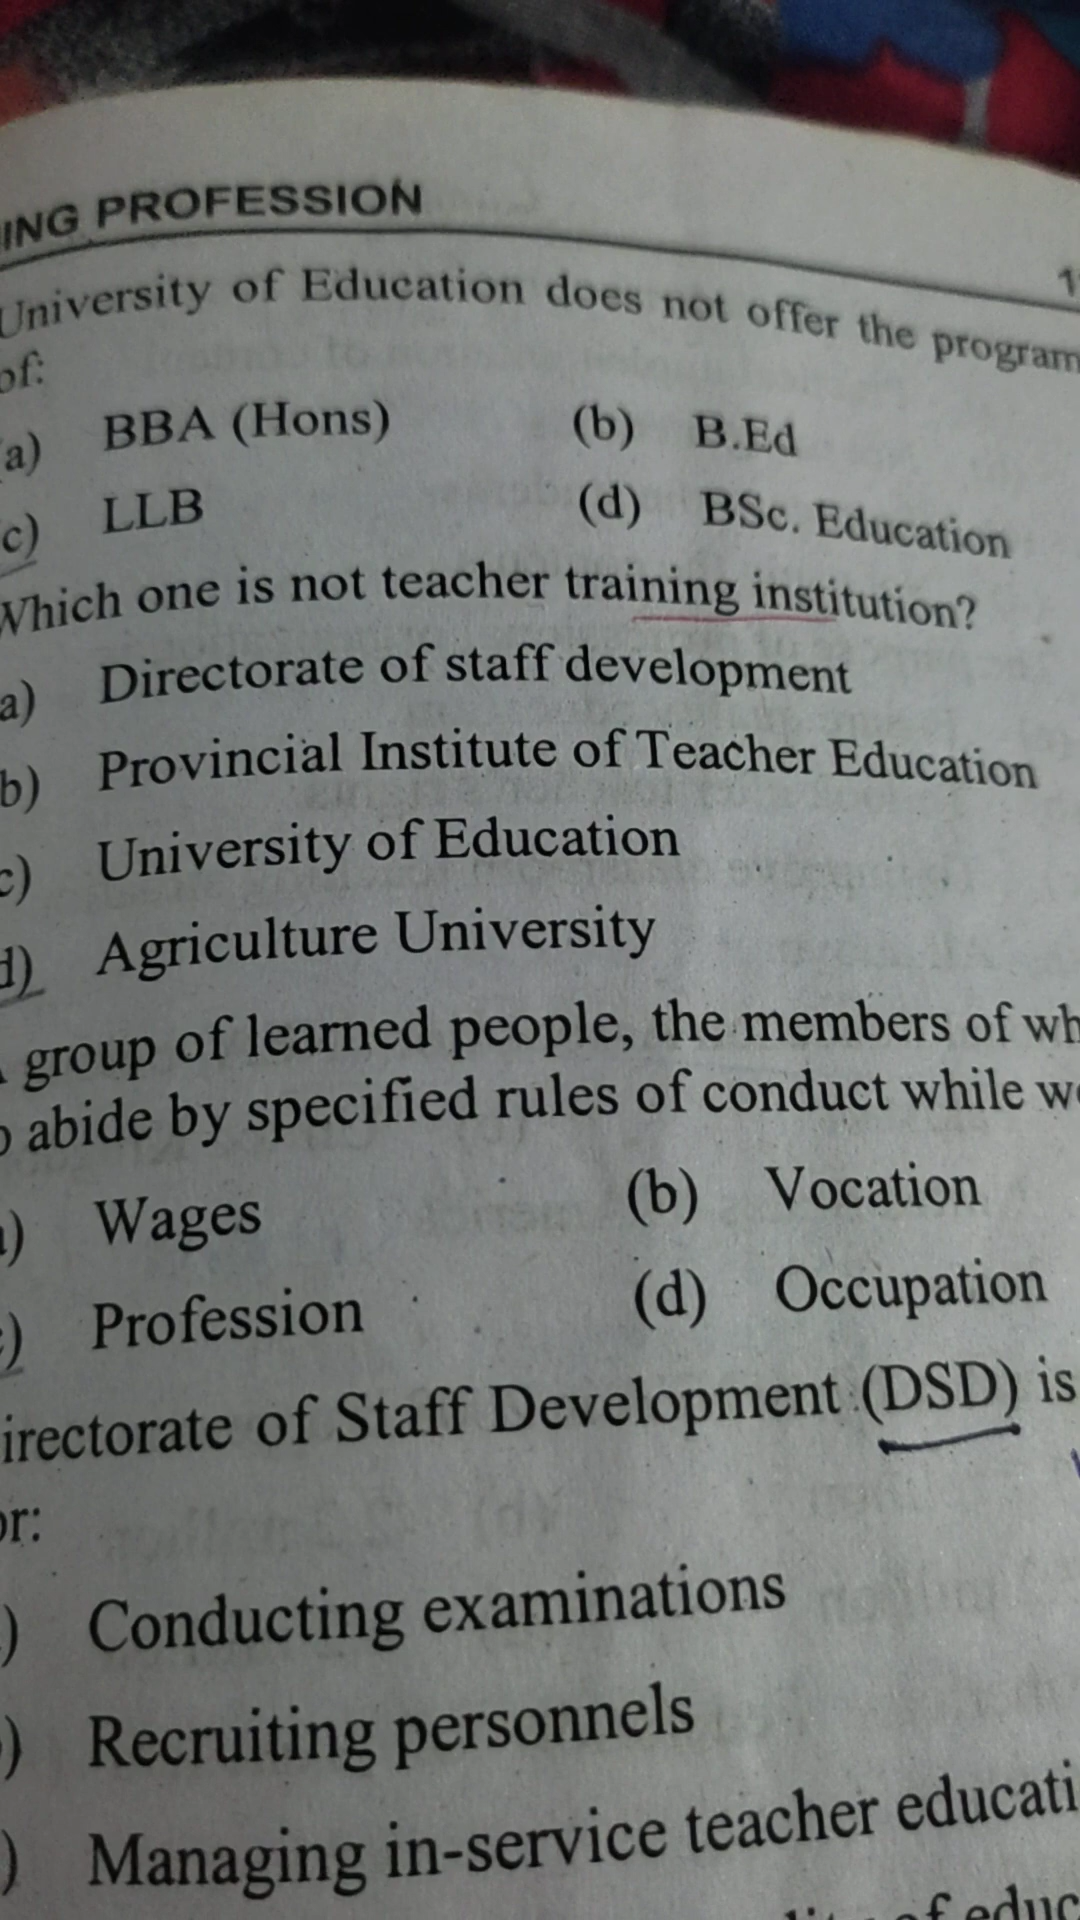 ING PROFESSION
University of Education does not offer the program
of:
a) BBA (Hons) (b) B.Ed
c) LLB (d) BSc. Education
Which one is not teacher training institution?
a) Directorate of staff development
b) Provincial Institute of Teacher Education
c) University of Education
d) Agriculture University
group of learned people, the members of wh
abide by specified rules of conduct while w
) Wages (b) Vocation
) Profession (d) Occupation
irectorate of Staff Development (DSD) is
or:
) Conducting examinations
) Recruiting personnels
) Managing in-service teacher educati
of educ